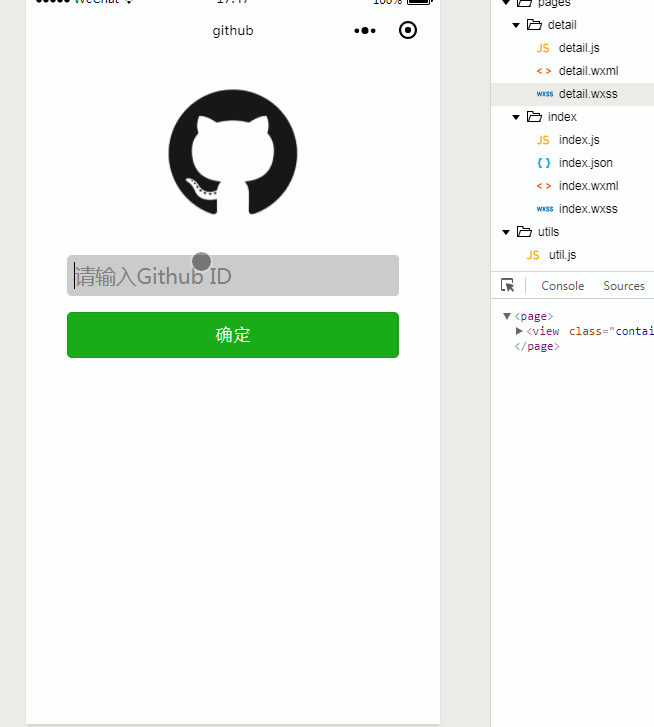 WeChat
17:47
100%
github
请输入Github ID
确定
pages
detail
JS detail.js
< > detail.wxml
wxss detail.wxss
index
JS index.js
{ } index.json
< > index.wxml
wxss index.wxss
utils
JS util.js
Console Sources
<page>
<view class="contai
</page>